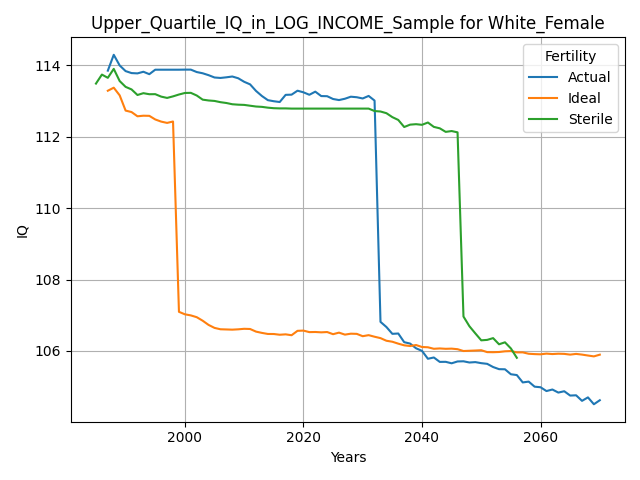 Upper_Quartile_IQ_in_LOG_INCOME_Sample for White_Female
Fertility
Actual
Ideal
Sterile
IQ
114
112
110
108
106
2000
2020
2040
2060
Years